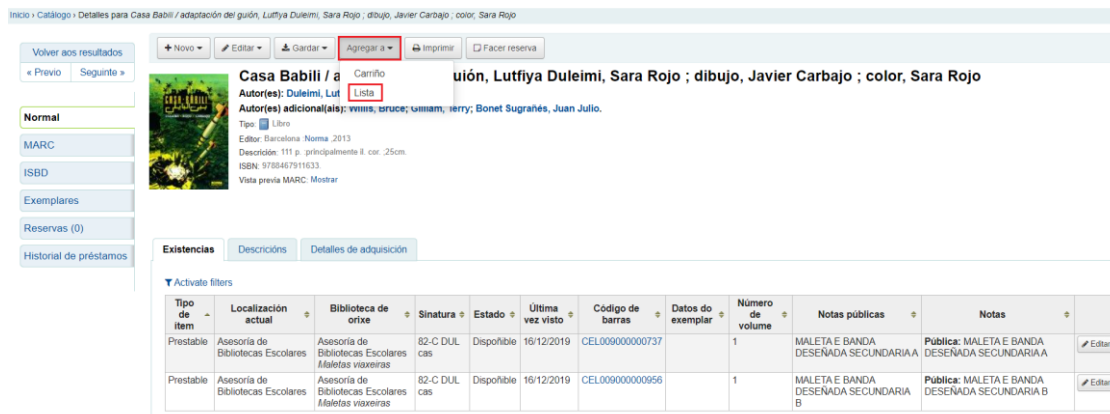 Inicio › Catálogo › Detalles para Casa Babili / adaptación del guión, Lutfiya Duleimi, Sara Rojo ; dibujo, Javier Carbajo ; color, Sara Rojo
Volver aos resultados
« Previo Seguinte »
Normal
MARC
ISBD
Exemplares
Reservas (0)
Historial de préstamos
Novo Editar Gardar Agregar a Imprimir Facer reserva
Carriño
Lista
CASA BABILI
Casa Babili / a uión, Lutfiya Duleimi, Sara Rojo ; dibujo, Javier Carbajo ; color, Sara Rojo
Autor(es): Duleimi, Lut
Autor(es) adicional(ais): Willis, Bruce; Gilliam, Terry; Bonet Sugrañés, Juan Julio.
Tipo: Libro
Editor: Barcelona :Norma ,2013
Descrición: 111 p. :principalmente il. cor. ;25cm.
ISBN: 9788467911633.
Vista previa MARC: Mostrar
Existencias Descricións Detalles de adquisición
Activate filters
Tipo de ítem Localización actual Biblioteca de orixe Sinatura Estado Última vez visto Código de barras Datos do exemplar Número de volume Notas públicas Notas
Prestable Asesoría de Bibliotecas Escolares Asesoría de Bibliotecas Escolares Maletas viaxeiras 82-C DUL cas Dispoñible 16/12/2019 CEL009000000737 1 MALETA E BANDA DESEÑADA SECUNDARIA A Pública: MALETA E BANDA DESEÑADA SECUNDARIA A Editar
Prestable Asesoría de Bibliotecas Escolares Asesoría de Bibliotecas Escolares Maletas viaxeiras 82-C DUL cas Dispoñible 16/12/2019 CEL009000000956 1 MALETA E BANDA DESEÑADA SECUNDARIA B Pública: MALETA E BANDA DESEÑADA SECUNDARIA B Editar